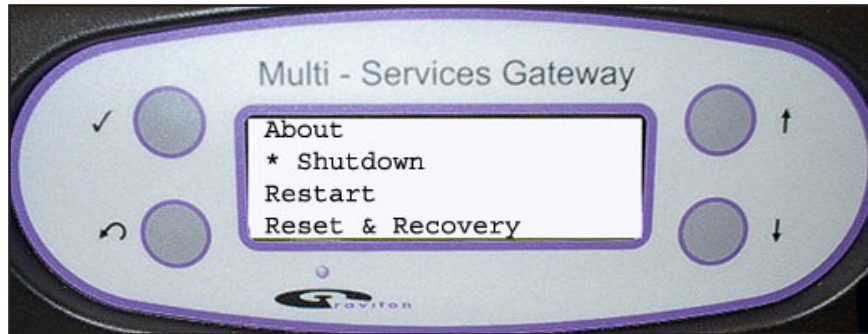 Multi - Services Gateway
About
* Shutdown
Restart
Reset & Recovery
Graviton